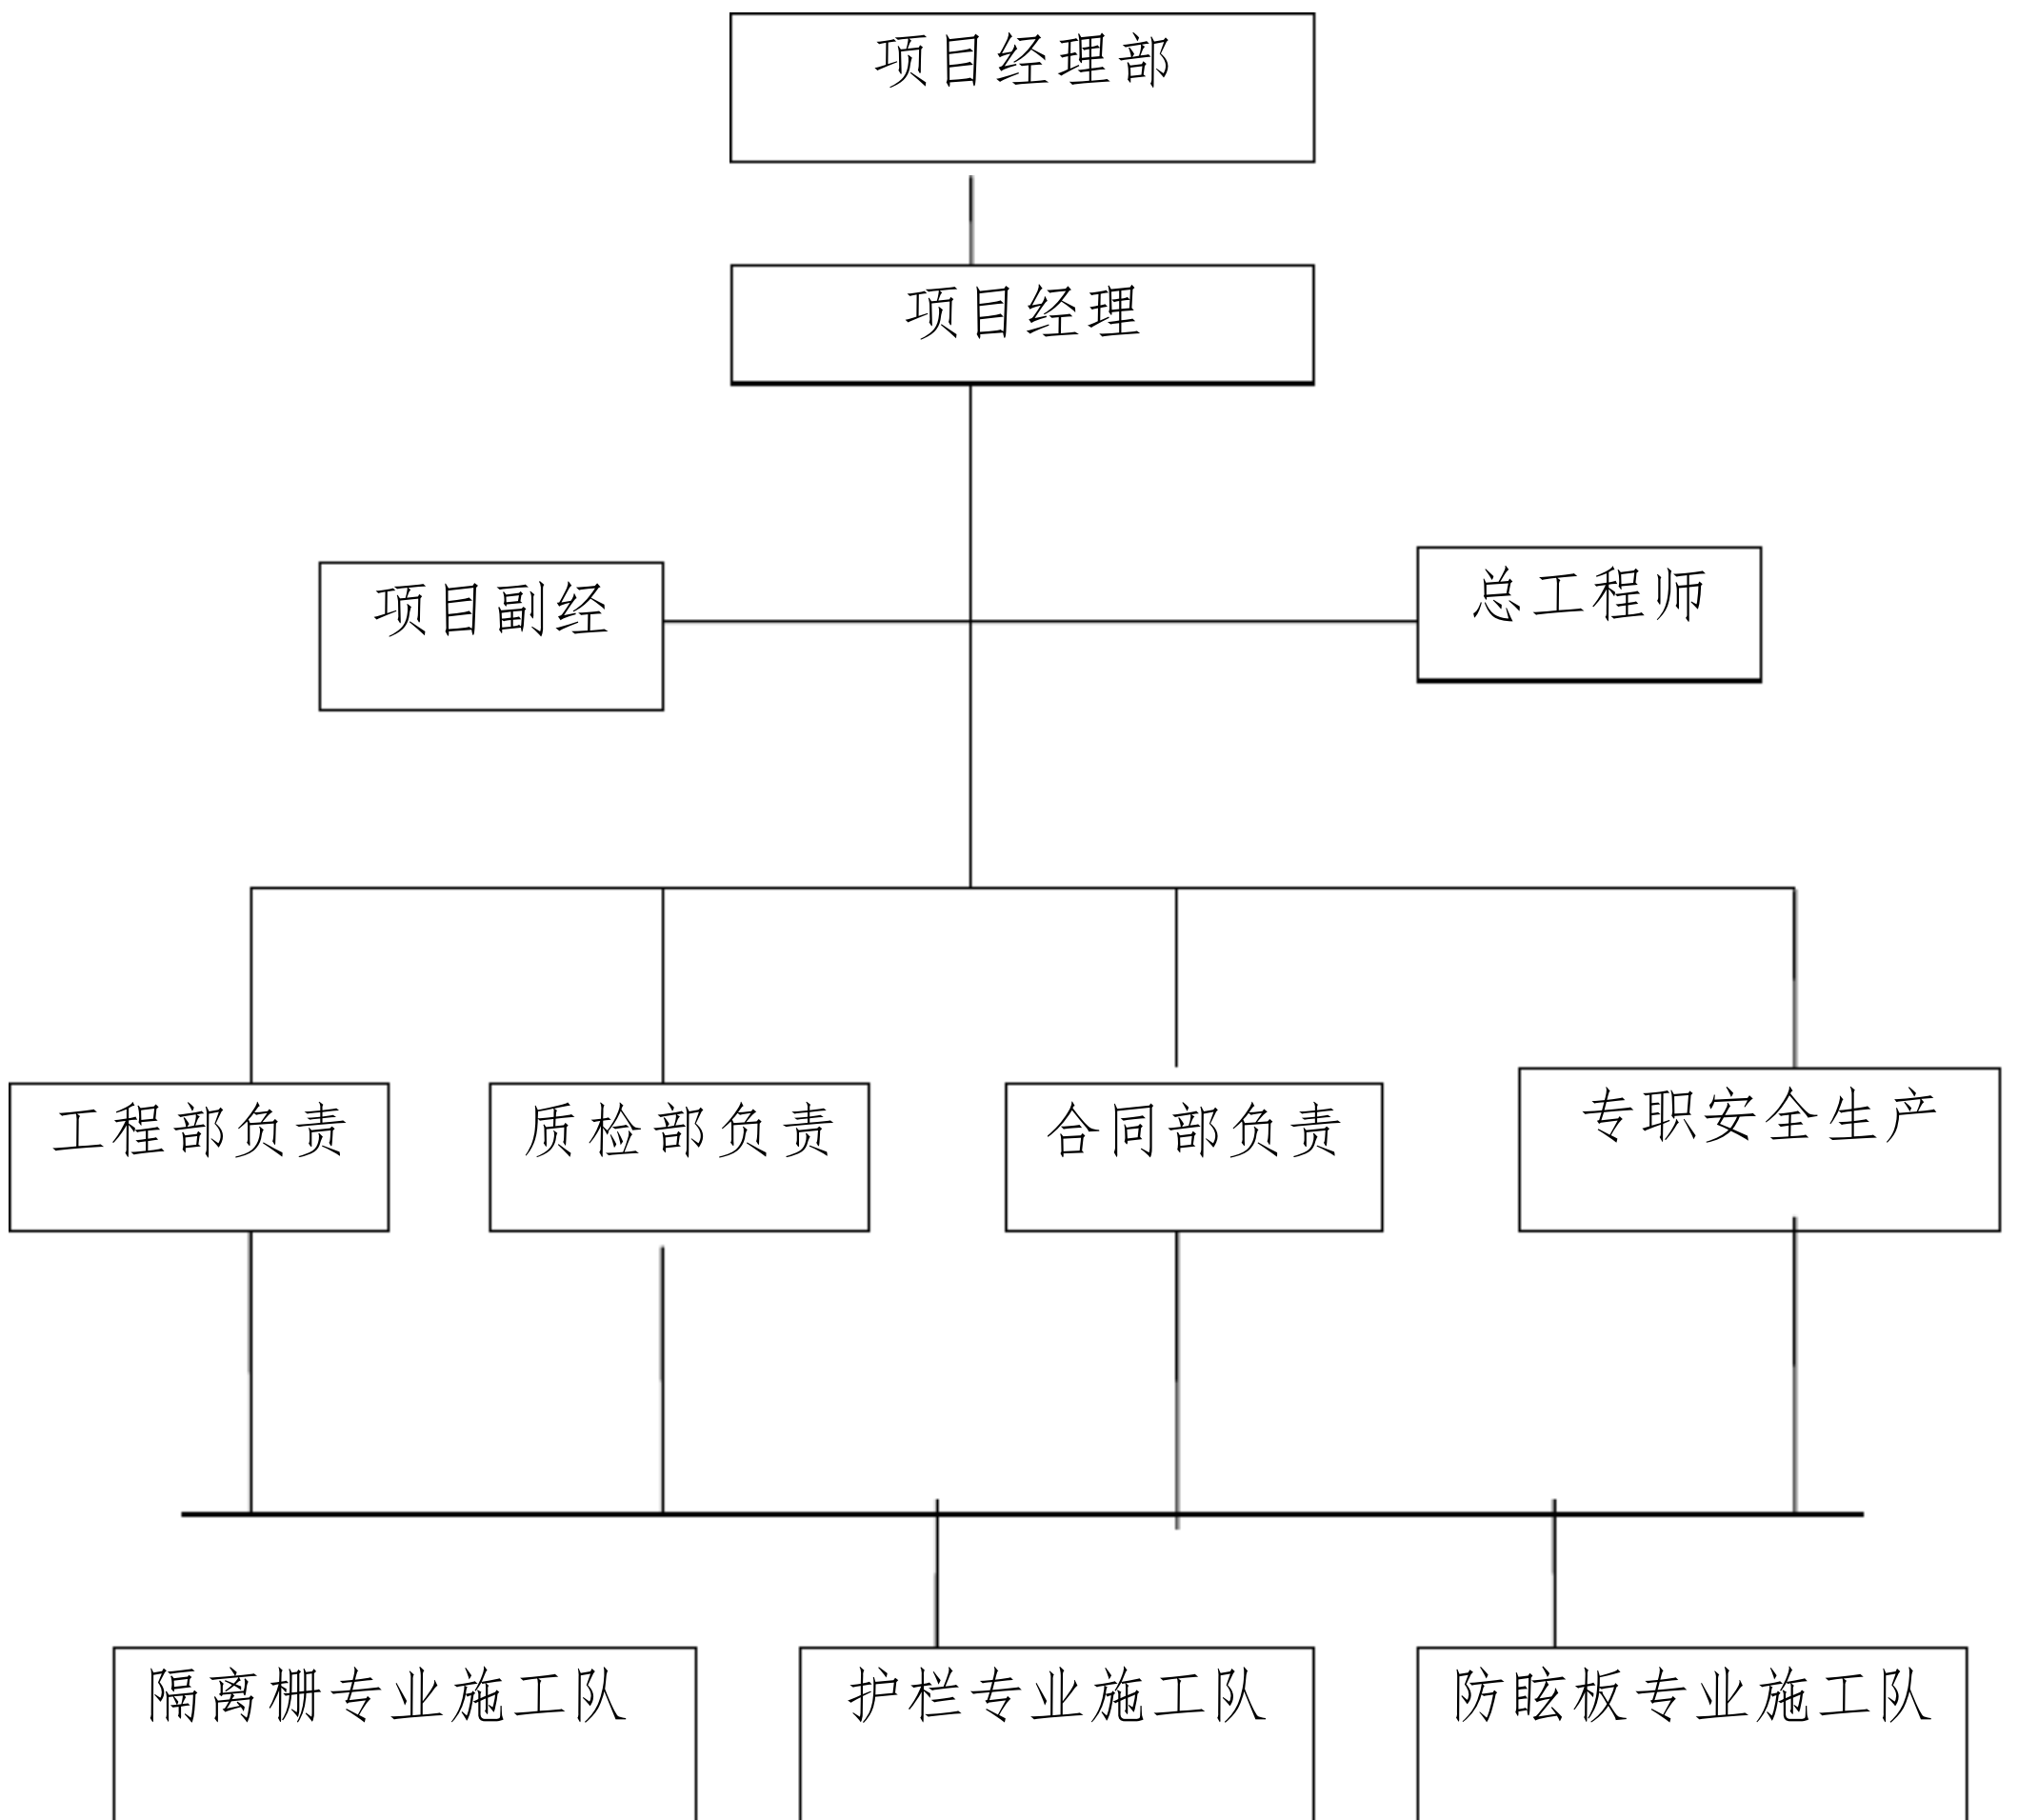 项目经理部
项目经理
项目副经
总工程师
工程部负责
质检部负责
合同部负责
专职安全生产
隔离栅专业施工队
护栏专业施工队
防眩板专业施工队